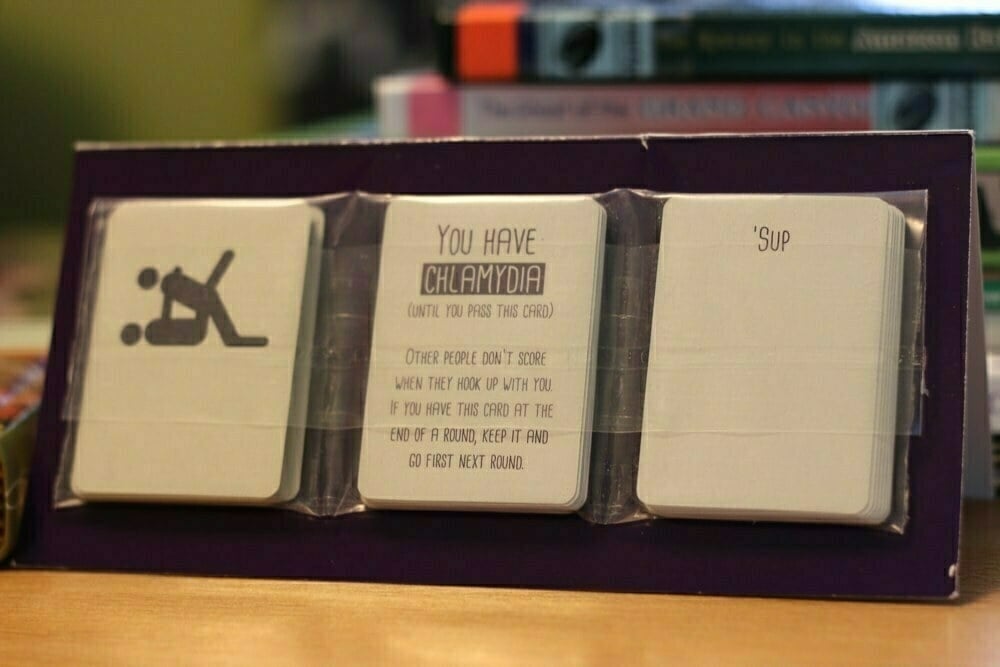 YOU HAVE
CHLAMYDIA
(UNTIL YOU PASS THIS CARD)
OTHER PEOPLE DON'T SCORE
WHEN THEY HOOK UP WITH YOU.
IF YOU HAVE THIS CARD AT THE
END OF A ROUND, KEEP IT AND
GO FIRST NEXT ROUND.
'SUP